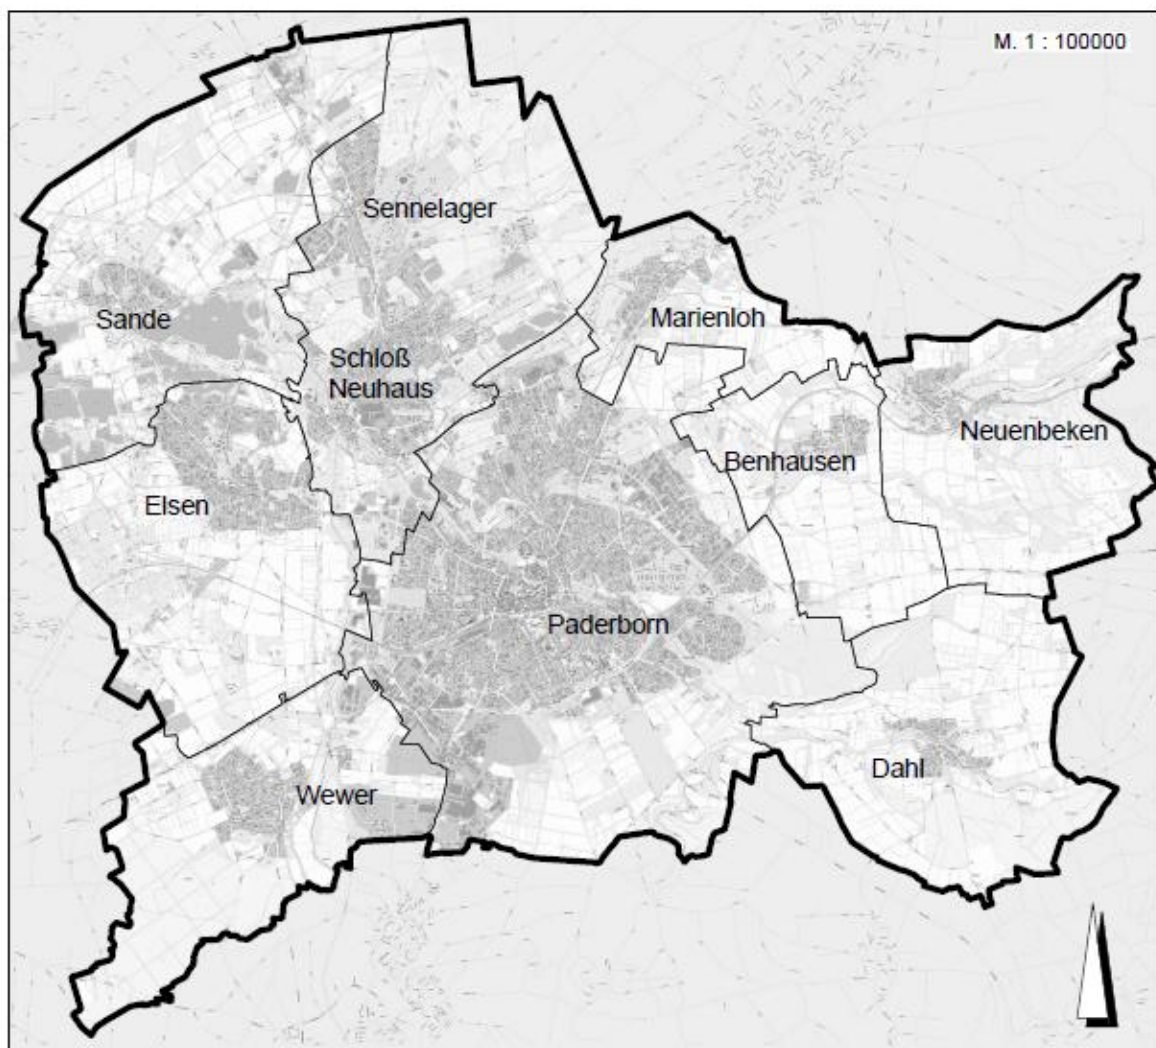 M. 1 : 100000
Sennelager
Sande
Marienloh
Schloß
Neuhaus
Neuenbeken
Benhausen
Elsen
Paderborn
Dahl
Wewer